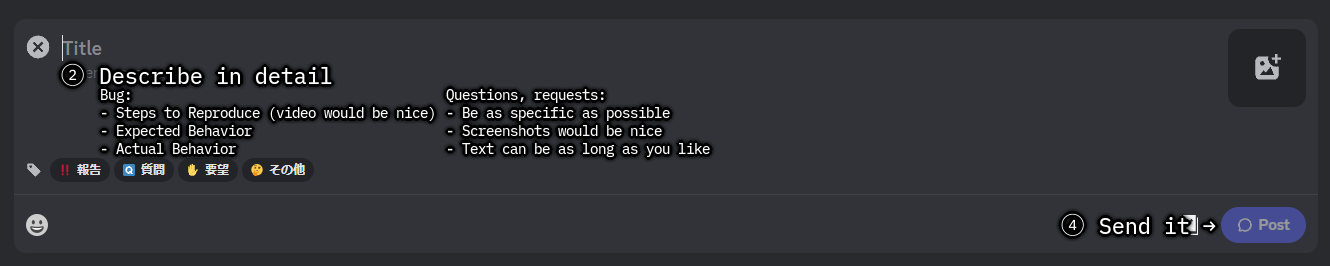 Title
② Describe in detail
Bug:
- Steps to Reproduce (video would be nice)
- Expected Behavior
- Actual Behavior
Questions, requests:
- Be as specific as possible
- Screenshots would be nice
- Text can be as long as you like
‼ 報告
Q 質問
✋ 要望
🤔 その他
④ Send it →
Post